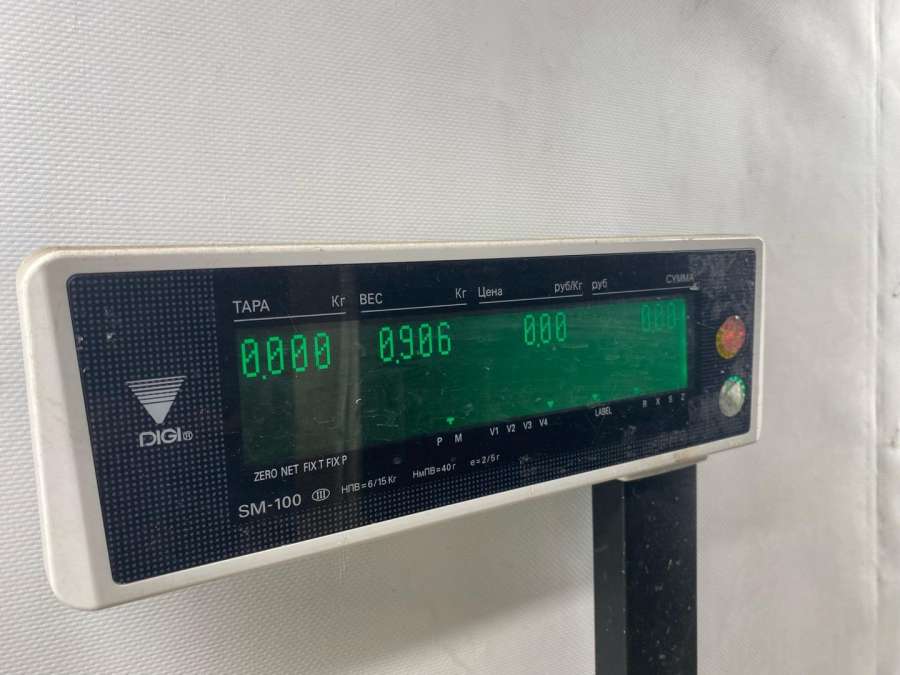 ТАРА Кг ВЕС Кг Цена руб/Кг руб СУММА
0.000 0.906 0.00 0.00
DIGI®
P M V1 V2 V3 V4 LABEL R X S Z
ZERO NET FIX T FIX P
SM-100 III НПВ=6/15 Кг НмПВ=40 г e=2/5 г